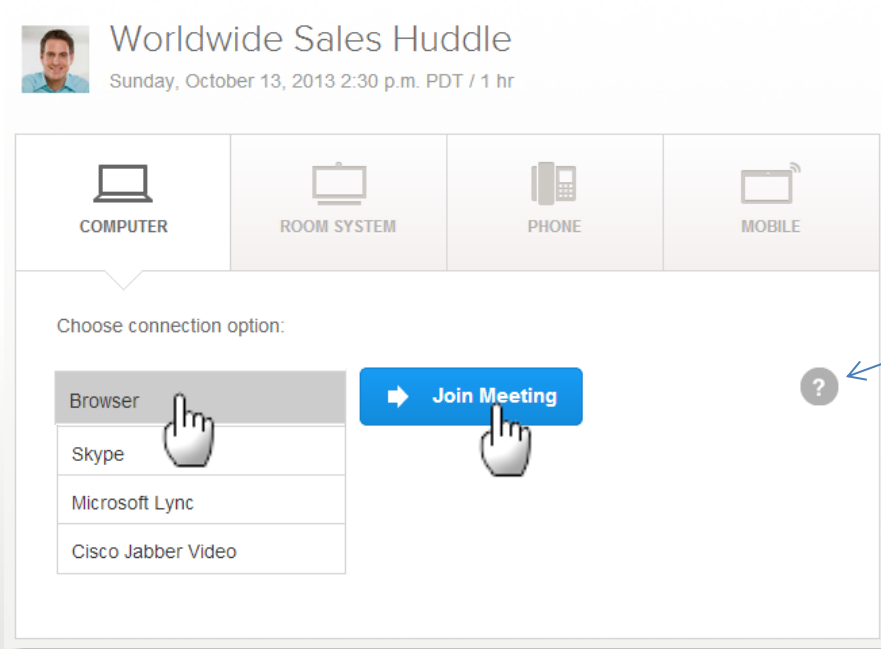 Worldwide Sales Huddle
Sunday, October 13, 2013 2:30 p.m. PDT / 1 hr
COMPUTER
ROOM SYSTEM
PHONE
MOBILE
Choose connection option:
Browser
Join Meeting
?
Skype
Microsoft Lync
Cisco Jabber Video